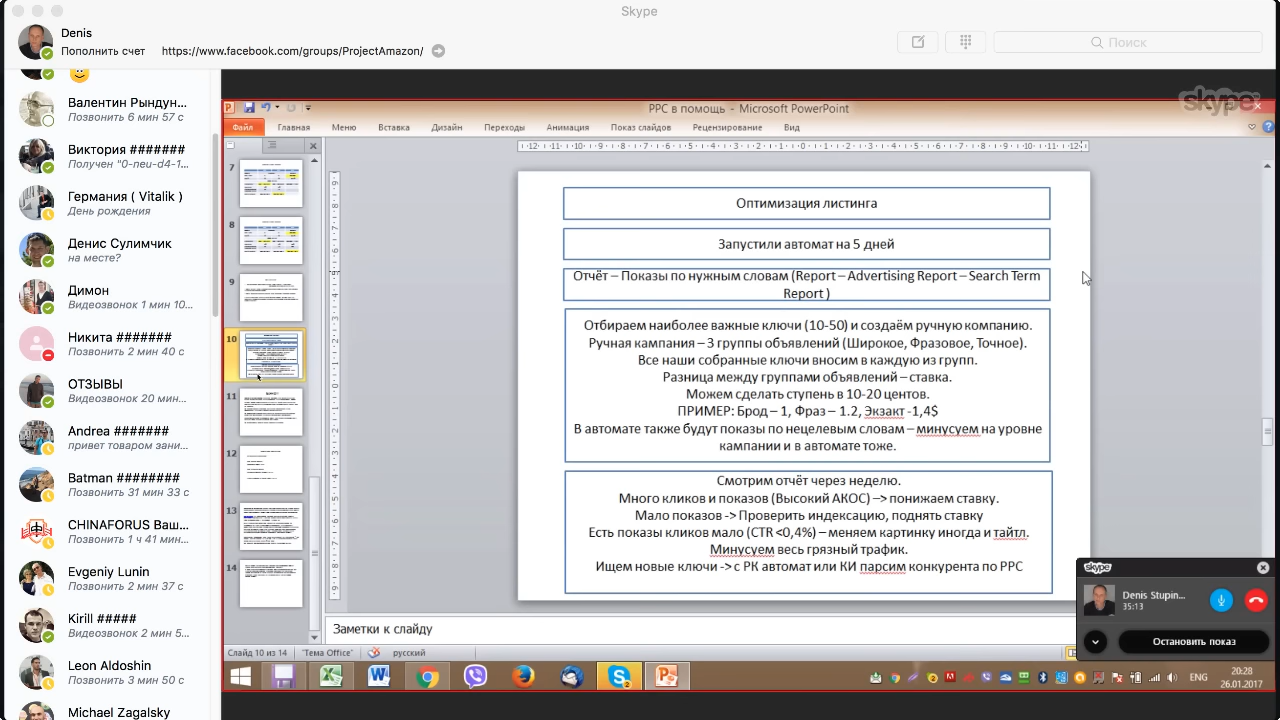 Skype
Denis
Пополнить счет https://www.facebook.com/groups/ProjectAmazon/
Поиск
Валентин Рындун...
Позвонить 6 мин 57 с
Виктория #######
Получен "0-neu-d4-1...
Германия ( Vitalik )
День рождения
Денис Сулимчик
на месте?
Димон
Видеозвонок 1 мин 10...
Никита #######
Позвонить 2 мин 40 с
ОТЗЫВЫ
Видеозвонок 20 мин...
Andrea #######
привет товаром зани...
Batman ########
Позвонить 31 мин 33 с
CHINAFORUS Ваш...
Позвонить 1 ч 41 мин...
Evgeniy Lunin
Позвонить 2 мин 37 с
Kirill #####
Видеозвонок 2 мин 5...
Leon Aldoshin
Позвонить 3 мин 50 с
Michael Zagalsky
skype
PPC в помощь - Microsoft PowerPoint
Файл Главная Меню Вставка Дизайн Переходы Анимация Показ слайдов Рецензирование Вид
7
8
9
10
11
12
13
14
Оптимизация листинга
Запустили автомат на 5 дней
Отчёт – Показы по нужным словам (Report – Advertising Report – Search Term
Report )
Отбираем наиболее важные ключи (10-50) и создаём ручную компанию.
Ручная кампания – 3 группы объявлений (Широкое, Фразовое, Точное).
Все наши собранные ключи вносим в каждую из групп.
Разница между группами объявлений – ставка.
Можем сделать ступень в 10-20 центов.
ПРИМЕР: Брод – 1, Фраз – 1.2, Экзакт -1,4$
В автомате также будут показы по нецелевым словам – минусуем на уровне
кампании и в автомате тоже.
Смотрим отчёт через неделю.
Много кликов и показов (Высокий АКОС) –> понижаем ставку.
Мало показов -> Проверить индексацию, поднять ставку
Есть показы кликов мало (CTR <0,4%) – меняем картинку иногда и тайтл.
Минусуем весь грязный трафик.
Ищем новые ключи -> с РК автомат или КИ парсим конкурента по PPC
Заметки к слайду
Слайд 10 из 14 "Тема Office" русский
skype
Denis Stupin...
35:13
Остановить показ
ENG
20:28
26.01.2017